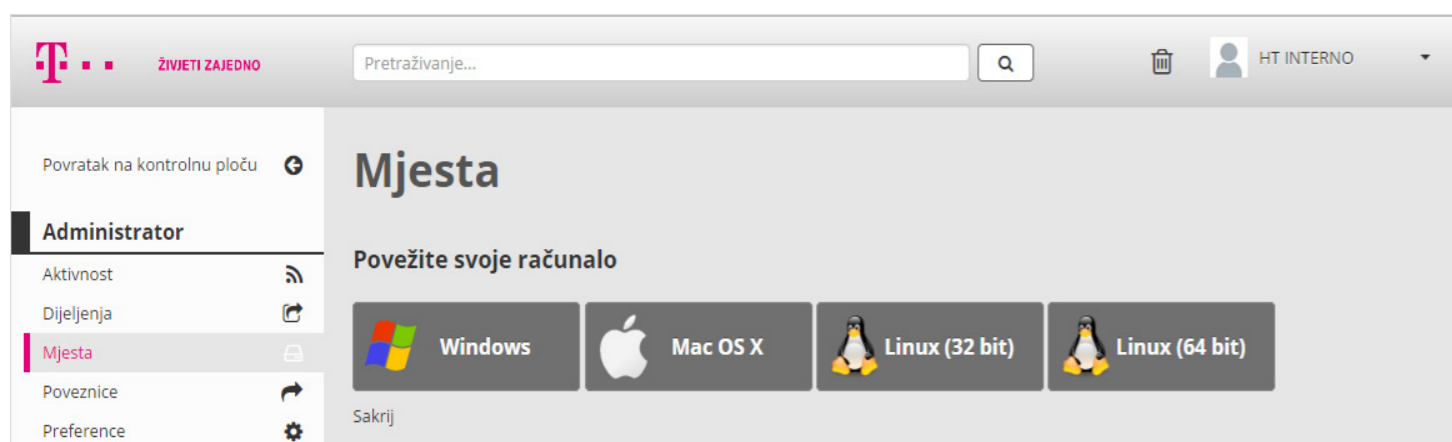 T ŽIVJETI ZAJEDNO
Pretraživanje...
HT INTERNO
Povratak na kontrolnu ploču
Administrator
Aktivnost
Dijeljenja
Mjesta
Poveznice
Preference
Mjesta
Povežite svoje računalo
Windows
Mac OS X
Linux (32 bit)
Linux (64 bit)
Sakrij